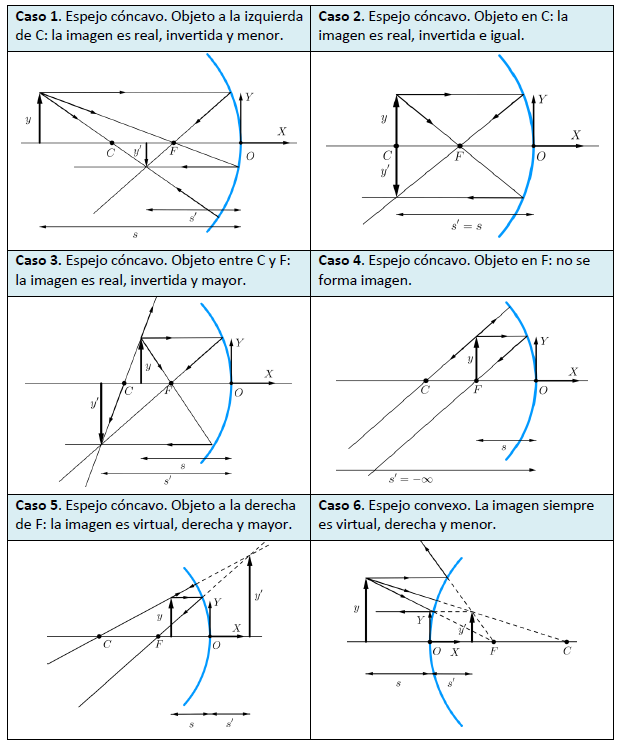 Caso 1. Espejo cóncavo. Objeto a la izquierda
de C: la imagen es real, invertida y menor.
Caso 2. Espejo cóncavo. Objeto en C: la
imagen es real, invertida e igual.
y
C
y'
F
Y
X
O
s'
s
y
C
y'
F
Y
X
O
s' = s
Caso 3. Espejo cóncavo. Objeto entre C y F:
la imagen es real, invertida y mayor.
Caso 4. Espejo cóncavo. Objeto en F: no se
forma imagen.
y'
C
y
F
Y
X
O
s
s'
C
y
F
Y
X
O
s
s' = −∞
Caso 5. Espejo cóncavo. Objeto a la derecha
de F: la imagen es virtual, derecha y mayor.
Caso 6. Espejo convexo. La imagen siempre
es virtual, derecha y menor.
C
F
y
Y
O
X
y'
s
s'
y
Y
O
X
y'
F
C
s
s'